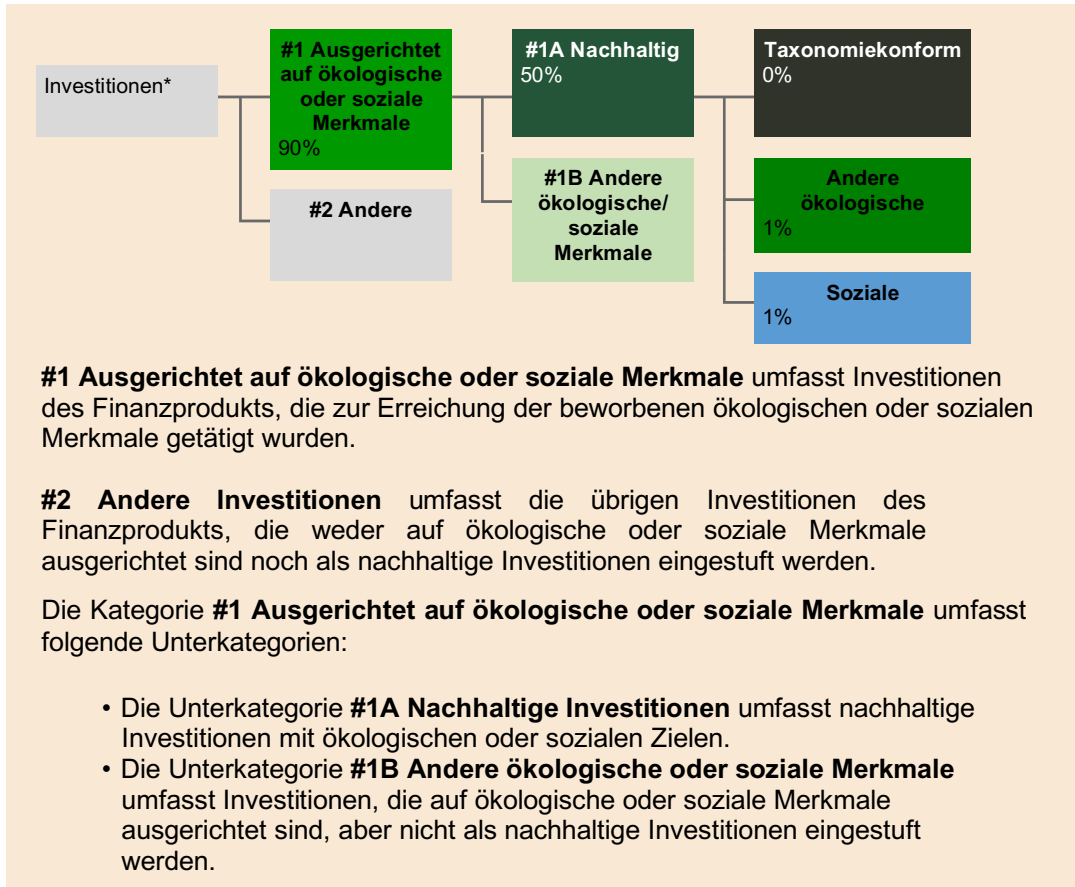 Investitionen*
#1 Ausgerichtet
auf ökologische
oder soziale
Merkmale
90%
#2 Andere
#1A Nachhaltig
50%
#1B Andere
ökologische/
soziale
Merkmale
Taxonomiekonform
0%
Andere
ökologische
1%
Soziale
1%
#1 Ausgerichtet auf ökologische oder soziale Merkmale umfasst Investitionen
des Finanzprodukts, die zur Erreichung der beworbenen ökologischen oder sozialen
Merkmale getätigt wurden.
#2 Andere Investitionen umfasst die übrigen Investitionen des
Finanzprodukts, die weder auf ökologische oder soziale Merkmale
ausgerichtet sind noch als nachhaltige Investitionen eingestuft werden.
Die Kategorie #1 Ausgerichtet auf ökologische oder soziale Merkmale umfasst
folgende Unterkategorien:
• Die Unterkategorie #1A Nachhaltige Investitionen umfasst nachhaltige
Investitionen mit ökologischen oder sozialen Zielen.
• Die Unterkategorie #1B Andere ökologische oder soziale Merkmale
umfasst Investitionen, die auf ökologische oder soziale Merkmale
ausgerichtet sind, aber nicht als nachhaltige Investitionen eingestuft
werden.